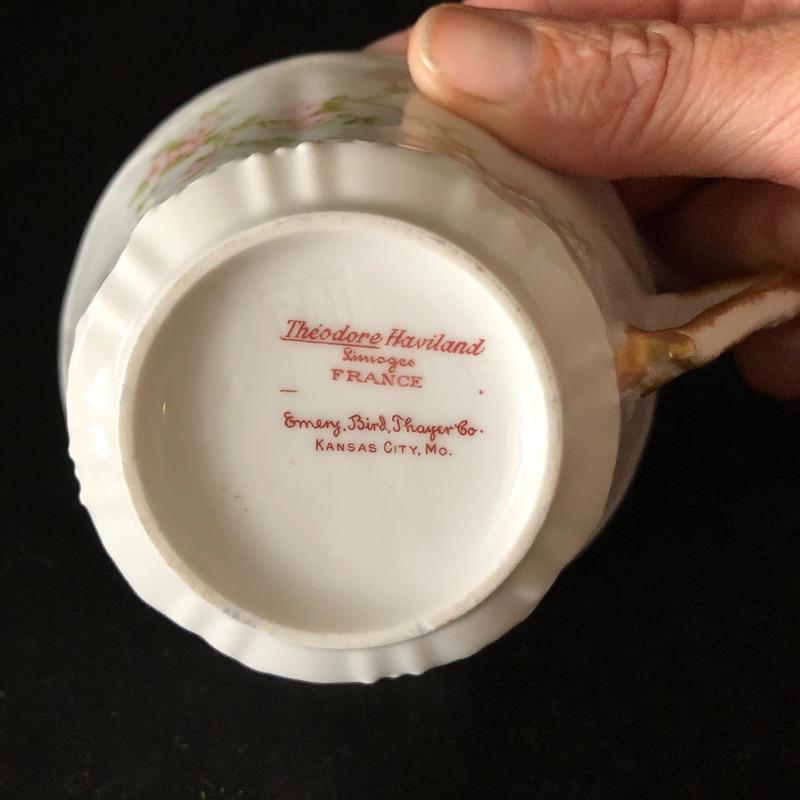 Théodore Haviland
Limoges
FRANCE
Emery, Bird, Thayer Co.
KANSAS CITY, MO.